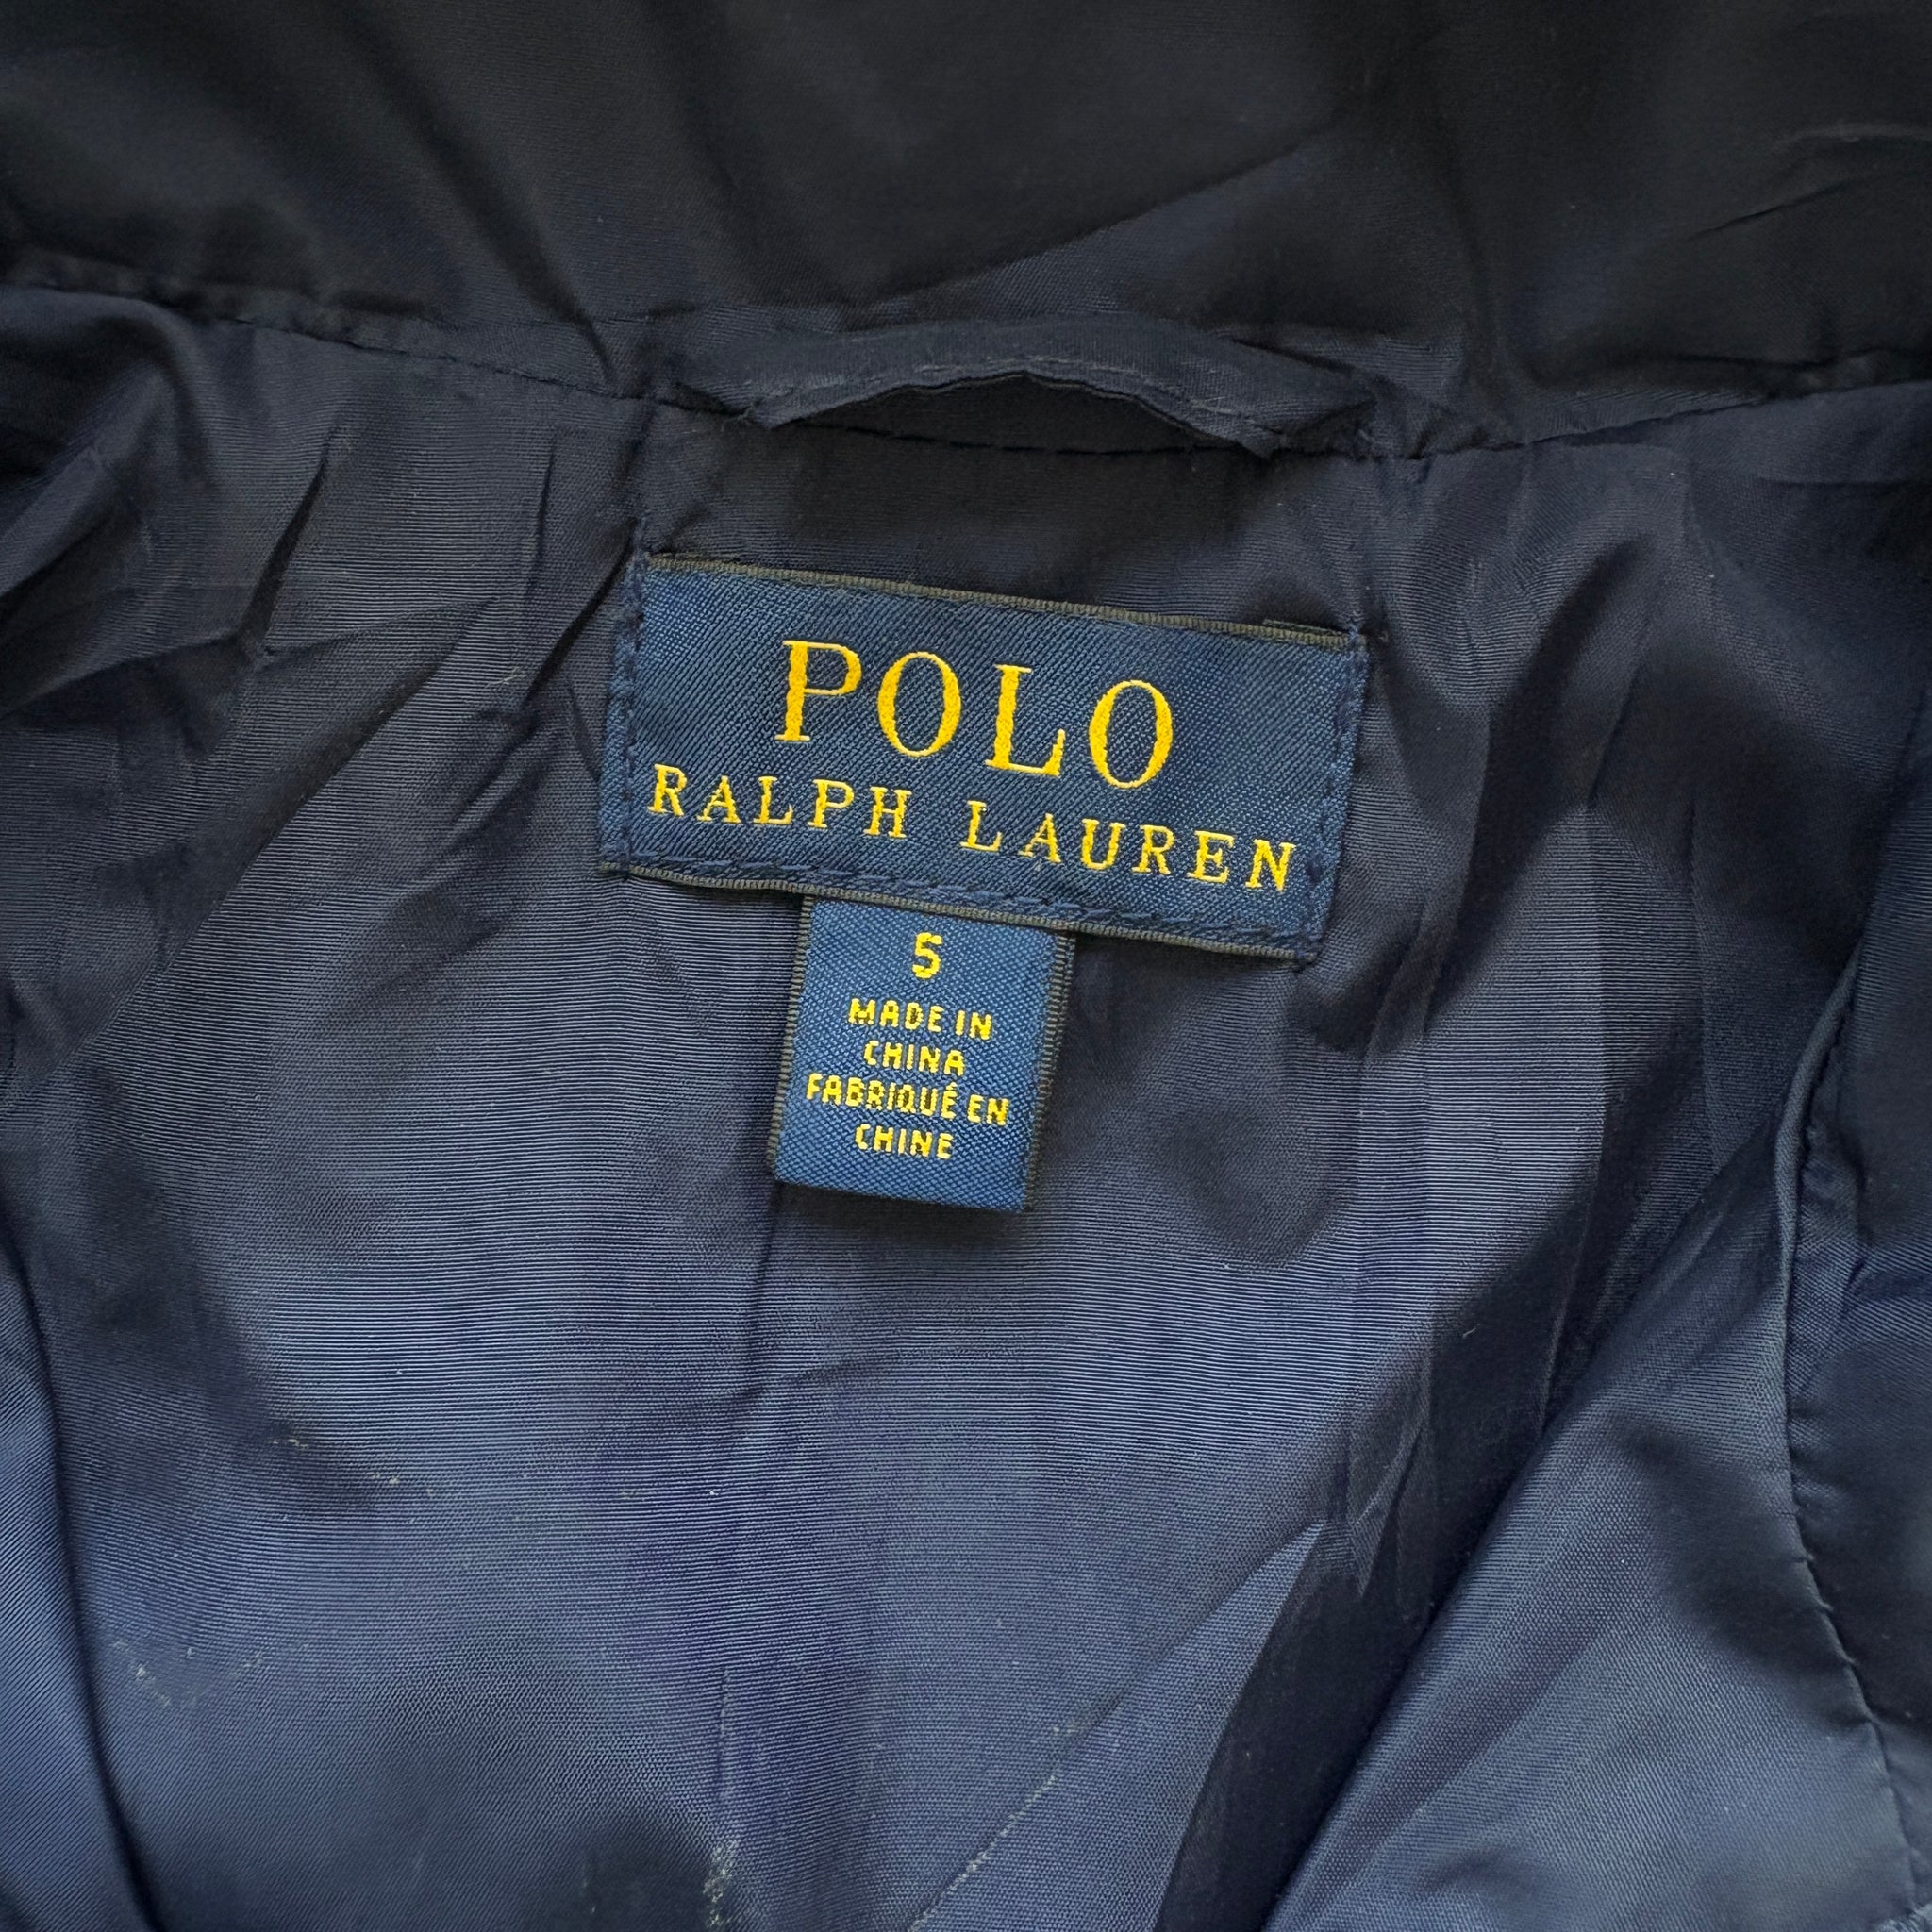 POLO
RALPH LAUREN
5
MADE IN
CHINA
FABRIQUÉ EN
CHINE